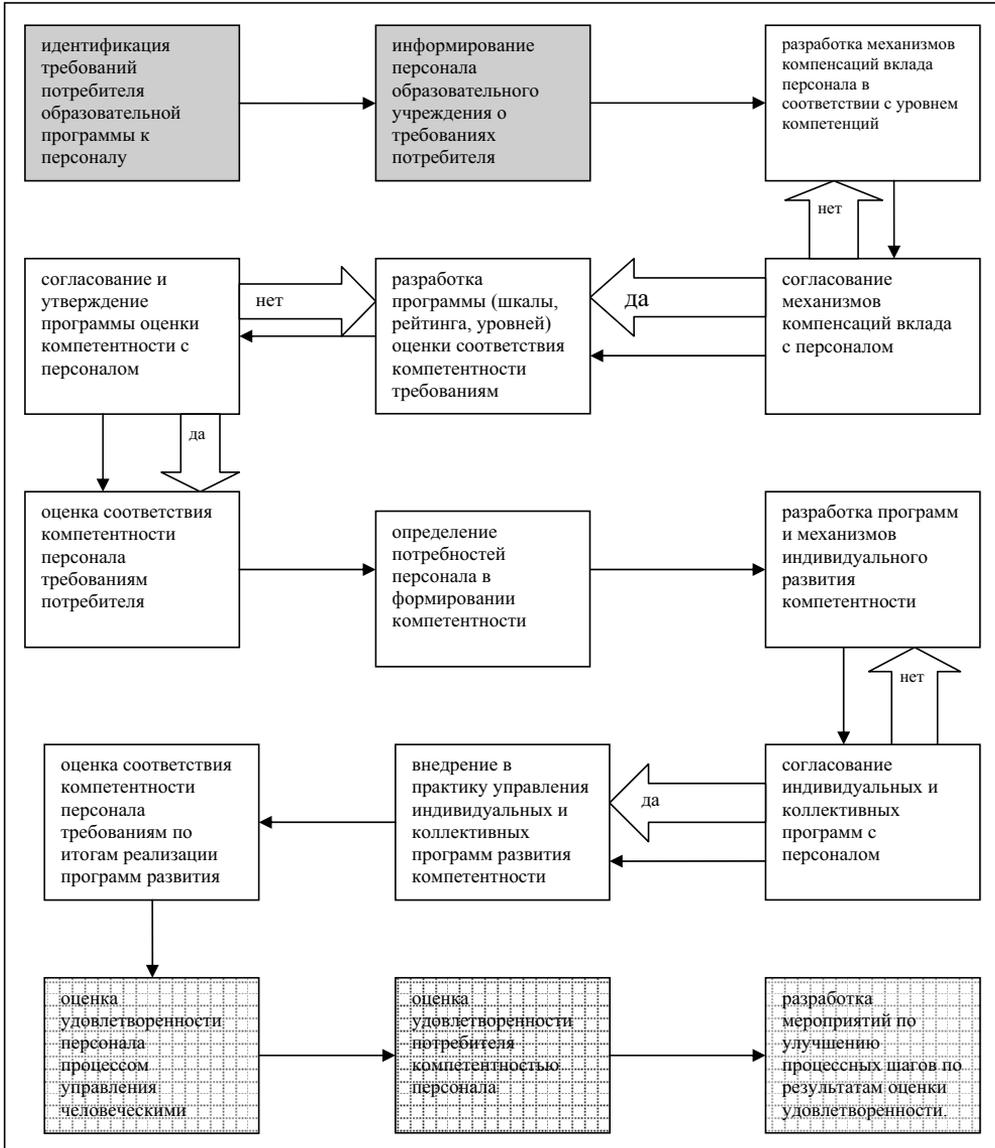 идентификация
требований
потребителя
образовательной
программы к
персоналу
информирование
персонала
образовательного
учреждения о
требованиях
потребителя
разработка механизмов
компенсаций вклада
персонала в
соответствии с уровнем
компетенций
нет
согласование и
утверждение
программы оценки
компетентности с
персоналом
нет
разработка
программы (шкалы,
рейтинга, уровней)
оценки соответствия
компетентности
требованиям
да
согласование
механизмов
компенсаций вклада
с персоналом
да
оценка соответствия
компетентности
персонала
требованиям
потребителя
определение
потребностей
персонала в
формировании
компетентности
разработка программ
и механизмов
индивидуального
развития
компетентности
нет
оценка соответствия
компетентности
персонала
требованиям по
итогам реализации
программ развития
внедрение в
практику управления
индивидуальных и
коллективных
программ развития
компетентности
да
согласование
индивидуальных и
коллективных
программ с
персоналом
оценка
удовлетворенности
персонала
процессом
управления
человеческими
оценка
удовлетворенности
потребителя
компетентностью
персонала
разработка
мероприятий по
улучшению
процессных шагов по
результатам оценки
удовлетворенности.